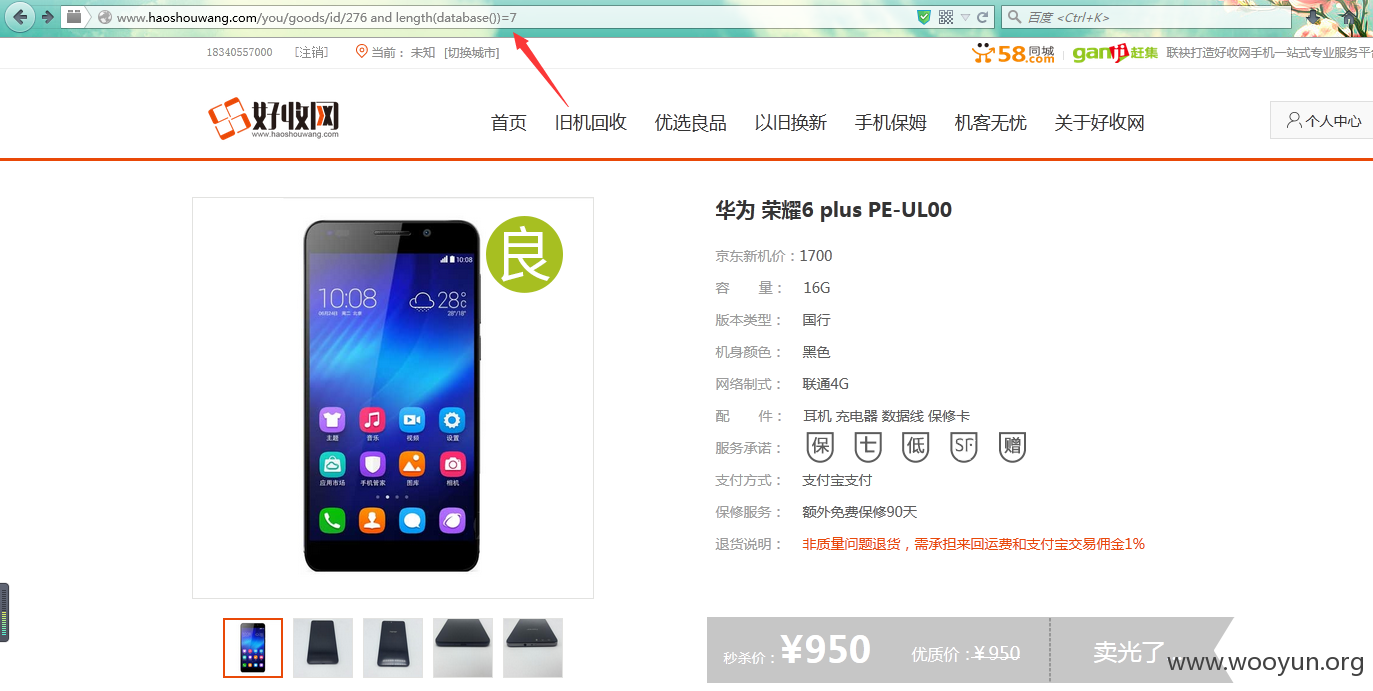 www.haoshouwang.com/you/goods/id/276 and length(database())=7
百度 <Ctrl+K>
18340557000 [注销] 当前： 未知 [切换城市]
58同城.com 赶集 联袂打造好收网手机一站式专业服务平台
好收网
www.haoshouwang.com
首页 旧机回收 优选良品 以旧换新 手机保姆 机客无忧 关于好收网
个人中心
华为 荣耀6 plus PE-UL00
良
10:08
10:08 28°
28°/18°
主题 音乐 视频 设置
应用市场 手机管家 图库 相机
京东新机价：1700
容 量： 16G
版本类型： 国行
机身颜色： 黑色
网络制式： 联通4G
配 件： 耳机 充电器 数据线 保修卡
服务承诺： 保 七 低 SF 赠
支付方式： 支付宝支付
保修服务： 额外免费保修90天
退货说明： 非质量问题退货，需承担来回运费和支付宝交易佣金1%
秒杀价：¥950 优质价：¥950 卖光了
www.wooyun.org